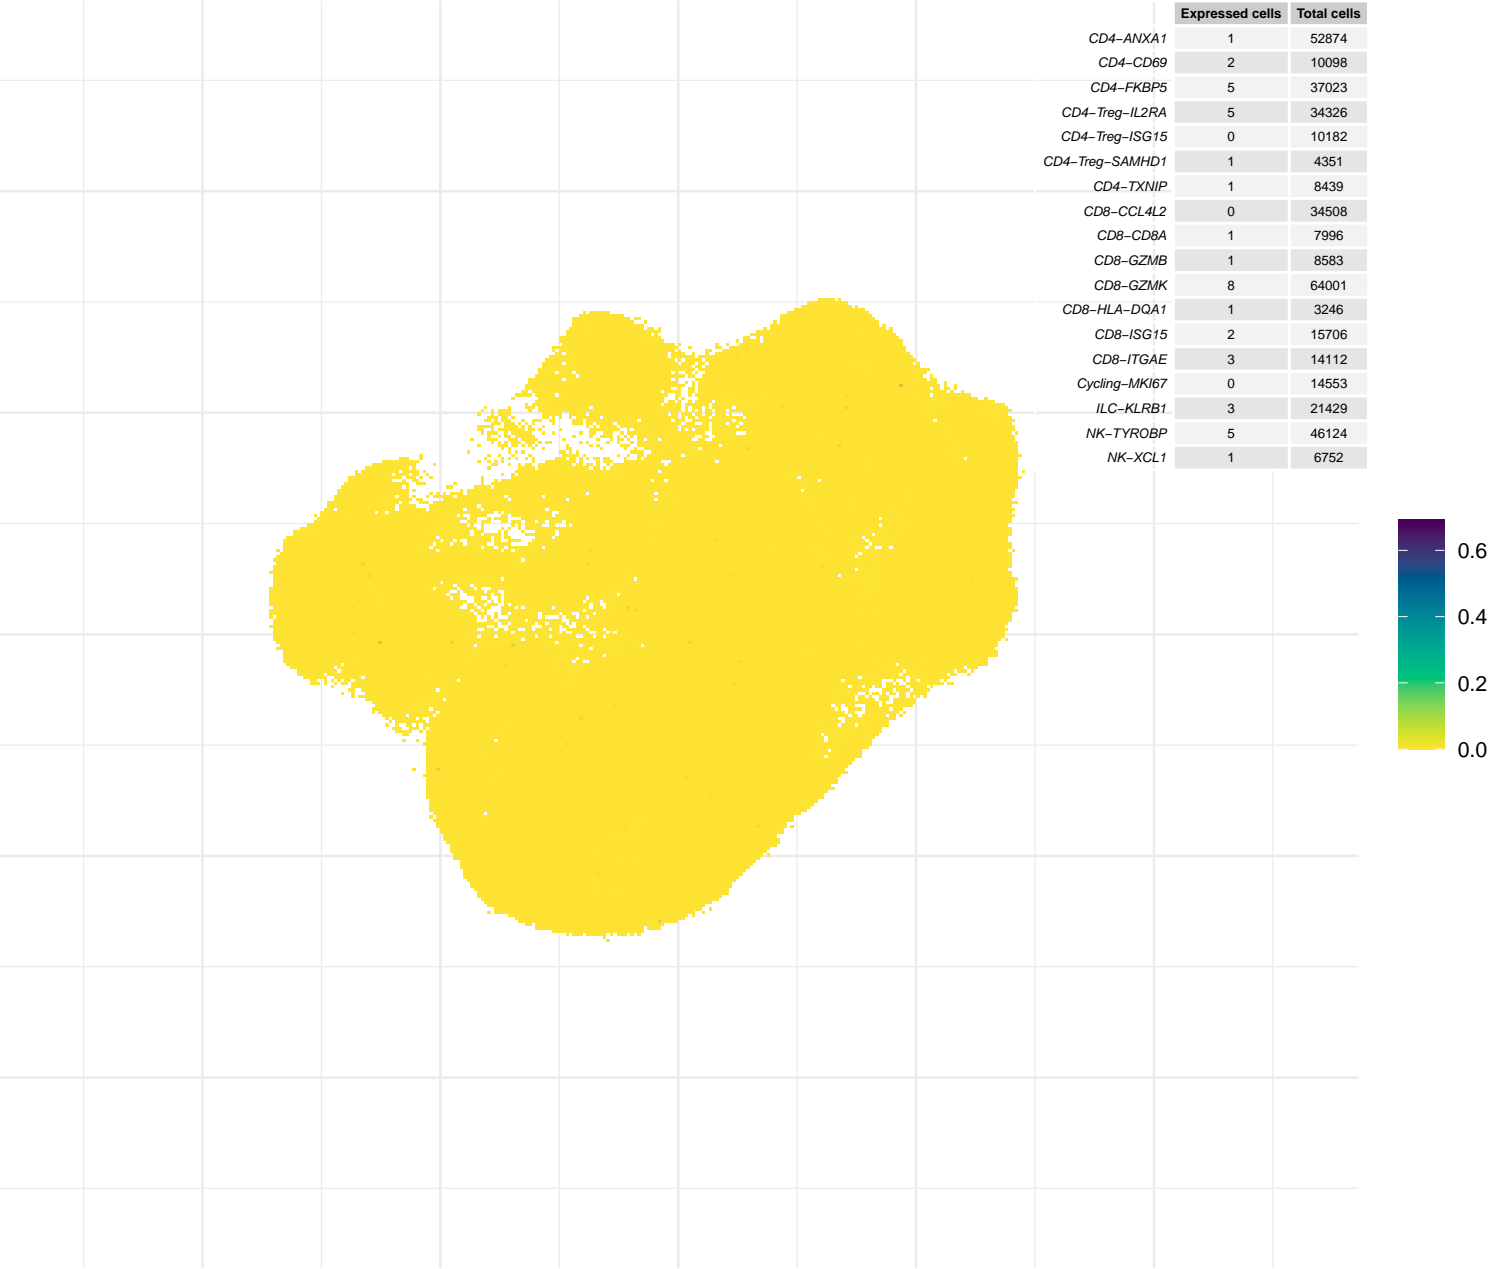 Expressed cells Total cells
CD4−ANXA1 1 52874
CD4−CD69 2 10098
CD4−FKBP5 5 37023
CD4−Treg−IL2RA 5 34326
CD4−Treg−ISG15 0 10182
CD4−Treg−SAMHD1 1 4351
CD4−TXNIP 1 8439
CD8−CCL4L2 0 34508
CD8−CD8A 1 7996
CD8−GZMB 1 8583
CD8−GZMK 8 64001
CD8−HLA−DQA1 1 3246
CD8−ISG15 2 15706
CD8−ITGAE 3 14112
Cycling−MKI67 0 14553
ILC−KLRB1 3 21429
NK−TYROBP 5 46124
NK−XCL1 1 6752
0.6
0.4
0.2
0.0